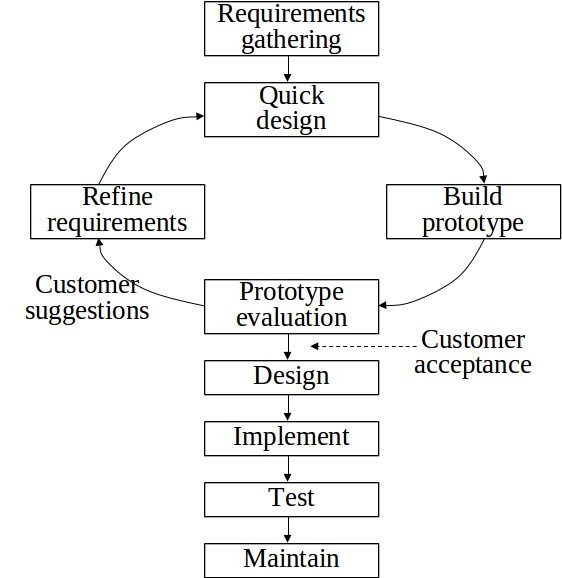 Requirements
gathering
Quick
design
Refine
requirements
Build
prototype
Customer
suggestions
Prototype
evaluation
Customer
acceptance
Design
Implement
Test
Maintain